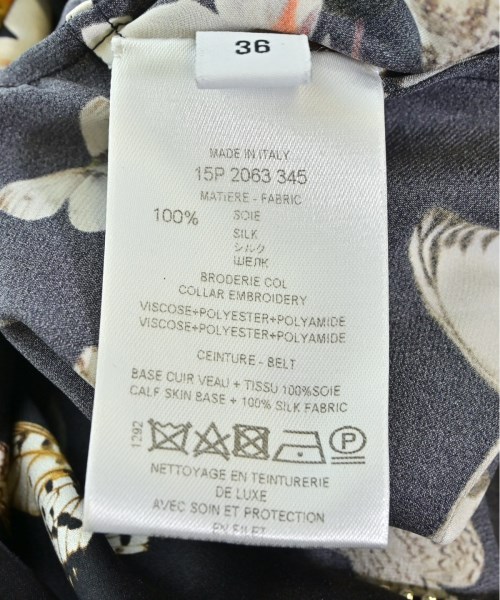 36
MADE IN ITALY
15P 2063 345
MATIERE - FABRIC
100% SOIE
SILK
シルク
ШЕЛК
BRODERIE COL
COLLAR EMBROIDERY
VISCOSE+POLYESTER+POLYAMIDE
VISCOSE+POLYESTER+POLYAMIDE
CEINTURE - BELT
BASE CUIR VEAU + TISSU 100%SOIE
CALF SKIN BASE + 100% SILK FABRIC
1292
P
NETTOYAGE EN TEINTURERIE
DE LUXE
AVEC SOIN ET PROTECTION
EN FILET